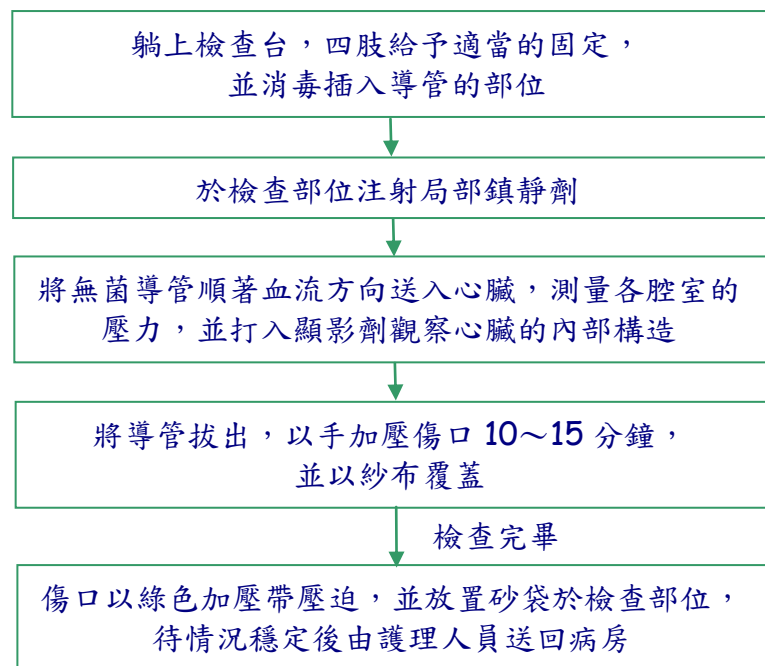 躺上檢查台，四肢給予適當的固定，
並消毒插入導管的部位
於檢查部位注射局部鎮靜劑
將無菌導管順著血流方向送入心臟，測量各腔室的
壓力，並打入顯影劑觀察心臟的內部構造
將導管拔出，以手加壓傷口 10～15 分鐘，
並以紗布覆蓋
檢查完畢
傷口以綠色加壓帶壓迫，並放置砂袋於檢查部位，
待情況穩定後由護理人員送回病房